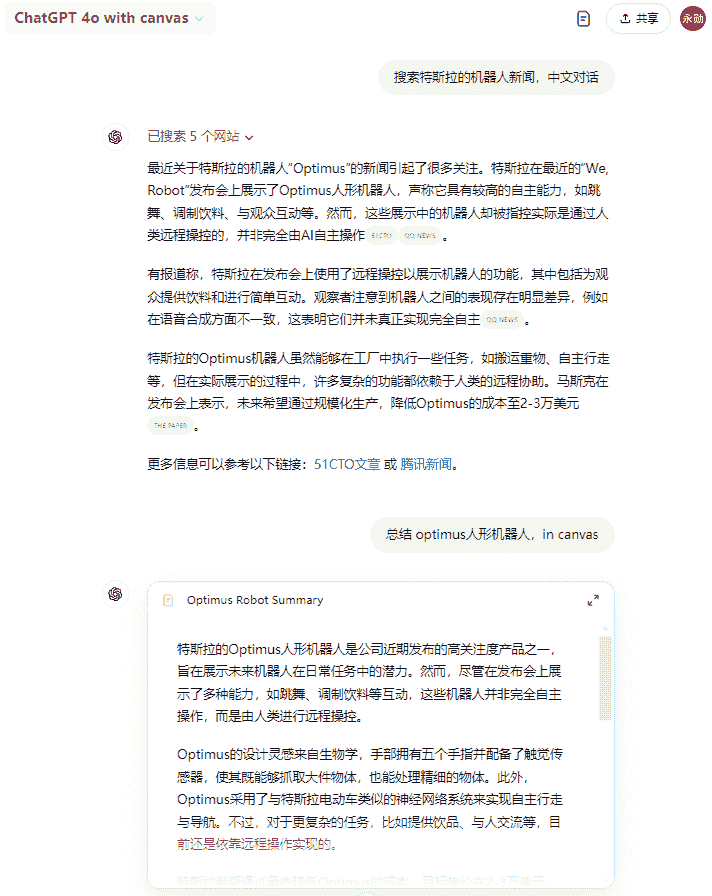 ChatGPT 4o with canvas
共享
永勋
搜索特斯拉的机器人新闻，中文对话
已搜索 5 个网站
最近关于特斯拉的机器人“Optimus”的新闻引起了很多关注。特斯拉在最近的“We,
Robot”发布会上展示了Optimus人形机器人，声称它具有较高的自主能力，如跳
舞、调制饮料、与观众互动等。然而，这些展示中的机器人却被指控实际是通过人
类远程操控的，并非完全由AI自主操作 51CTO QQ NEWS 。
有报道称，特斯拉在发布会上使用了远程操控以展示机器人的功能，其中包括为观
众提供饮料和进行简单互动。观察者注意到机器人之间的表现存在明显差异，例如
在语音合成方面不一致，这表明它们并未真正实现完全自主 QQ NEWS 。
特斯拉的Optimus机器人虽然能够在工厂中执行一些任务，如搬运重物、自主行走
等，但在实际展示的过程中，许多复杂的功能都依赖于人类的远程协助。马斯克在
发布会上表示，未来希望通过规模化生产，降低Optimus的成本至2-3万美元
THE PAPER 。
更多信息可以参考以下链接：51CTO文章 或 腾讯新闻。
总结 optimus人形机器人，in canvas
Optimus Robot Summary
特斯拉的Optimus人形机器人是公司近期发布的高关注度产品之一，
旨在展示未来机器人在日常任务中的潜力。然而，尽管在发布会上展
示了多种能力，如跳舞、调制饮料等互动，这些机器人并非完全自主
操作，而是由人类进行远程操控。
Optimus的设计灵感来自生物学，手部拥有五个手指并配备了触觉传
感器，使其既能够抓取大件物体，也能处理精细的物体。此外，
Optimus采用了与特斯拉电动车类似的神经网络系统来实现自主行走
与导航。不过，对于更复杂的任务，比如提供饮品、与人交流等，目
前还是依靠远程操作实现的。